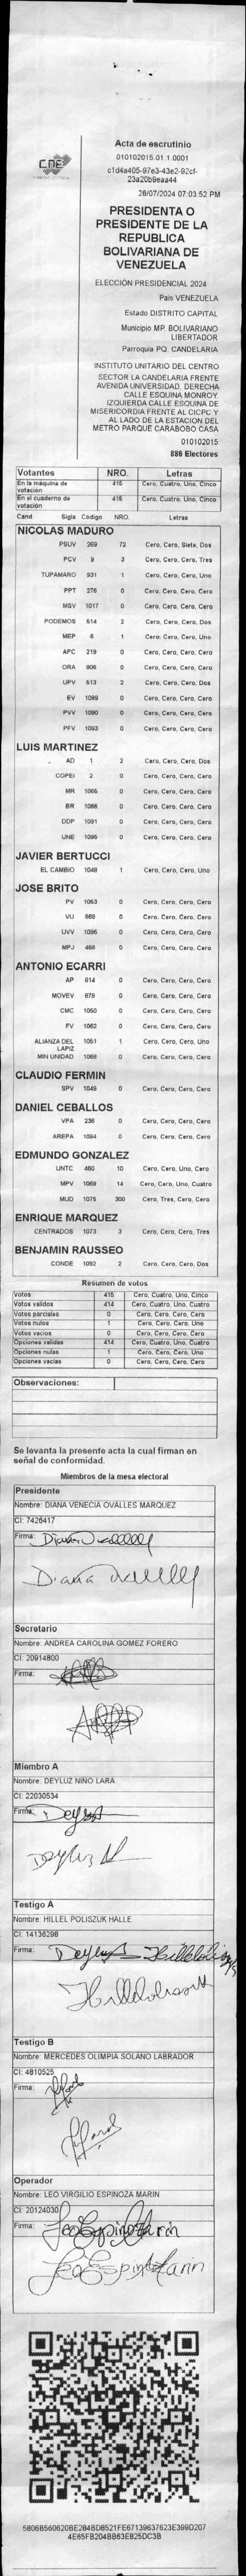 CNE
Acta de escrutinio
010102015.01.1.0001
c1d4a405-97e3-43e2-92cf-
23a20b9eaa44
28/07/2024 07:03:52 PM
PRESIDENTA O
PRESIDENTE DE LA
REPUBLICA
BOLIVARIANA DE
VENEZUELA
ELECCIÓN PRESIDENCIAL 2024
Pais VENEZUELA
Estado DISTRITO CAPITAL
Municipio MP. BOLIVARIANO
LIBERTADOR
Parroquia PQ. CANDELARIA
INSTITUTO UNITARIO DEL CENTRO
SECTOR LA CANDELARIA FRENTE
AVENIDA UNIVERSIDAD. DERECHA
CALLE ESQUINA MONROY.
IZQUIERDA CALLE ESQUINA DE
MISERICORDIA FRENTE AL CICPC Y
AL LADO DE LA ESTACION DEL
METRO PARQUE CARABOBO CASA
010102015
886 Electores
Votantes NRO. Letras
En la máquina de votacion 415 Cero, Cuatro, Uno, Cinco
En el cuaderno de votación 415 Cero, Cuatro, Uno, Cinco
Cand. Sigla Codigo NRO. Letras
NICOLAS MADURO
PSUV 269 72 Cero, Cero, Siete, Dos
PCV 9 3 Cero, Cero, Cero, Tres
TUPAMARO 931 1 Cero, Cero, Cero, Uno
PPT 276 0 Cero, Cero, Cero, Cero
MSV 1017 0 Cero, Cero, Cero, Cero
PODEMOS 514 2 Cero, Cero, Cero, Dos
MEP 6 1 Cero, Cero, Cero, Uno
APC 219 0 Cero, Cero, Cero, Cero
ORA 906 0 Cero, Cero, Cero, Cero
UPV 513 2 Cero, Cero, Cero, Dos
EV 1089 0 Cero, Cero, Cero, Cero
PVV 1090 0 Cero, Cero, Cero, Cero
PFV 1093 0 Cero, Cero, Cero, Cero
LUIS MARTINEZ
AD 1 2 Cero, Cero, Cero, Dos
COPEI 2 0 Cero, Cero, Cero, Cero
MR 1065 0 Cero, Cero, Cero, Cero
BR 1066 0 Cero, Cero, Cero, Cero
DDP 1091 0 Cero, Cero, Cero, Cero
UNE 1095 0 Cero, Cero, Cero, Cero
JAVIER BERTUCCI
EL CAMBIO 1048 1 Cero, Cero, Cero, Uno
JOSE BRITO
PV 1053 0 Cero, Cero, Cero, Cero
VU 668 0 Cero, Cero, Cero, Cero
UVV 1096 0 Cero, Cero, Cero, Cero
MPJ 458 0 Cero, Cero, Cero, Cero
ANTONIO ECARRI
AP 814 0 Cero, Cero, Cero, Cero
MOVEV 878 0 Cero, Cero, Cero, Cero
CMC 1050 0 Cero, Cero, Cero, Cero
FV 1062 0 Cero, Cero, Cero, Cero
ALIANZA DEL LAPIZ 1051 1 Cero, Cero, Cero, Uno
MIN UNIDAD 1068 0 Cero, Cero, Cero, Cero
CLAUDIO FERMIN
SPV 1049 0 Cero, Cero, Cero, Cero
DANIEL CEBALLOS
VPA 236 0 Cero, Cero, Cero, Cero
AREPA 1094 0 Cero, Cero, Cero, Cero
EDMUNDO GONZALEZ
UNTC 460 10 Cero, Cero, Uno, Cero
MPV 1069 14 Cero, Cero, Uno, Cuatro
MUD 1075 300 Cero, Tres, Cero, Cero
ENRIQUE MARQUEZ
CENTRADOS 1073 3 Cero, Cero, Cero, Tres
BENJAMIN RAUSSEO
CONDE 1092 2 Cero, Cero, Cero, Dos
Resumen de votos
Votos 415 Cero, Cuatro, Uno, Cinco
Votos validos 414 Cero, Cuatro, Uno, Cuatro
Votos parciales 0 Cero, Cero, Cero, Cero
Votos nulos 1 Cero, Cero, Cero, Uno
Votos vacios 0 Cero, Cero, Cero, Cero
Opciones validas 414 Cero, Cuatro, Uno, Cuatro
Opciones nulas 1 Cero, Cero, Cero, Uno
Opciones vacias 0 Cero, Cero, Cero, Cero
Observaciones:
Se levanta la presente acta la cual firman en
señal de conformidad.
Miembros de la mesa electoral
Presidente
Nombre: DIANA VENECIA OVALLES MARQUEZ
CI: 7426417
Firma: Diana Ovalles
Diana Ovalles
Secretario
Nombre: ANDREA CAROLINA GOMEZ FORERO
CI: 20914800
Firma:
Miembro A
Nombre: DEYLUZ NIÑO LARA
CI: 22030534
Firma: Deyluz
Deyluz N
Testigo A
Nombre: HILLEL POLISZUK HALLE
CI: 14136298
Firma: Deyluz
Testigo B
Nombre: MERCEDES OLIMPIA SOLANO LABRADOR
CI: 4810525
Firma:
Operador
Nombre: LEO VIRGILIO ESPINOZA MARIN
CI: 20124030
Firma: Leo Espinoza Marin
Leo Espinoza Marin
5806B560620BE284BD8521FE67139637623E399D207
4E65FB204BB63E825DC3B